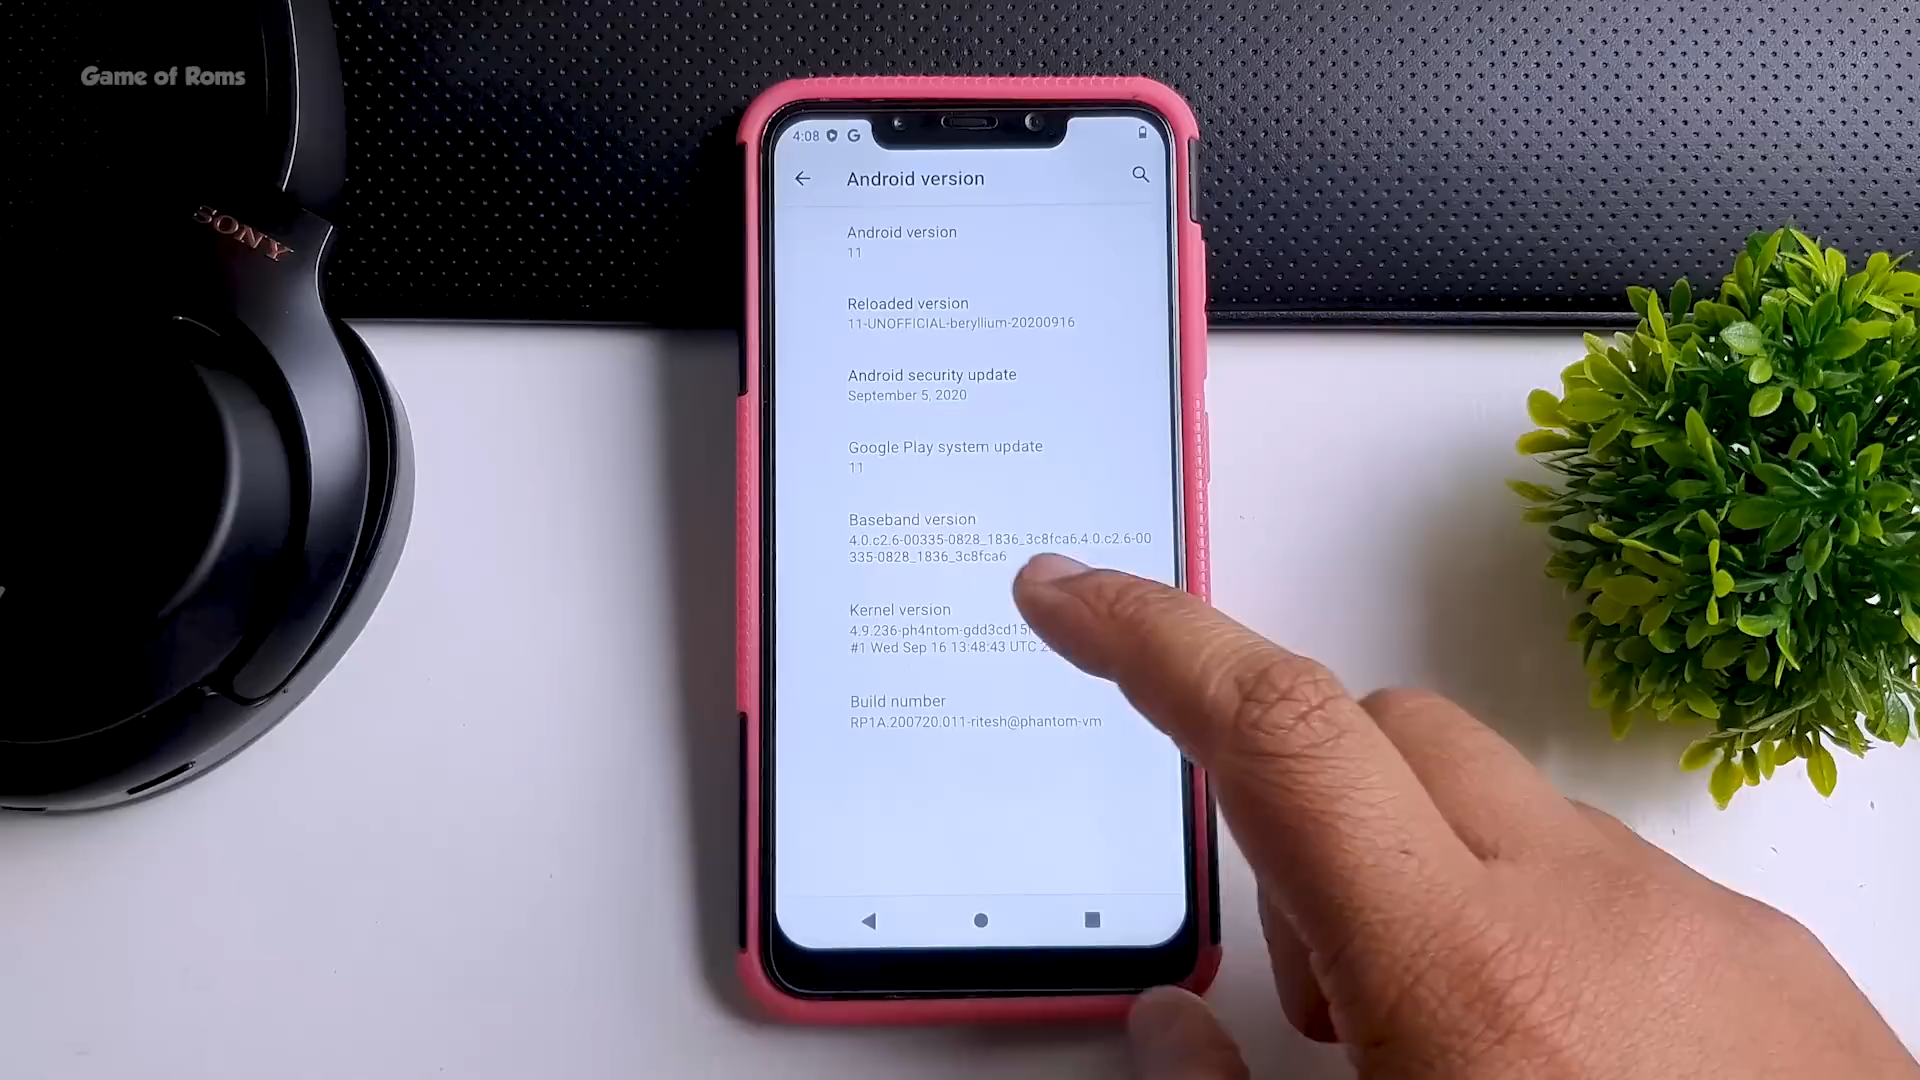 Game of Roms
SONY
4:08
G
Android version
Android version
11
Reloaded version
11-UNOFFICIAL-beryllium-20200916
Android security update
September 5, 2020
Google Play system update
11
Baseband version
4.0.c2.6-00335-0828_1836_3c8fca6,4.0.c2.6-00
335-0828_1836_3c8fca6
Kernel version
4.9.236-ph4ntom-gdd3cd15
#1 Wed Sep 16 13:48:43 UTC
Build number
RP1A.200720.011-ritesh@phantom-vm